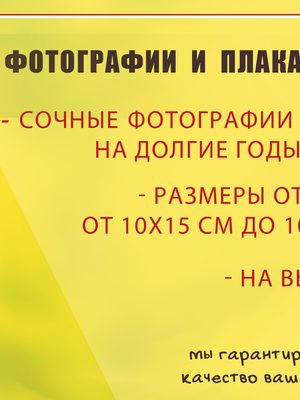 ФОТОГРАФИИ И ПЛАКА
- СОЧНЫЕ ФОТОГРАФИИ
НА ДОЛГИЕ ГОДЫ
- РАЗМЕРЫ ОТ
ОТ 10Х15 СМ ДО 10
- НА ВЫ
мы гарантир
качество ваш